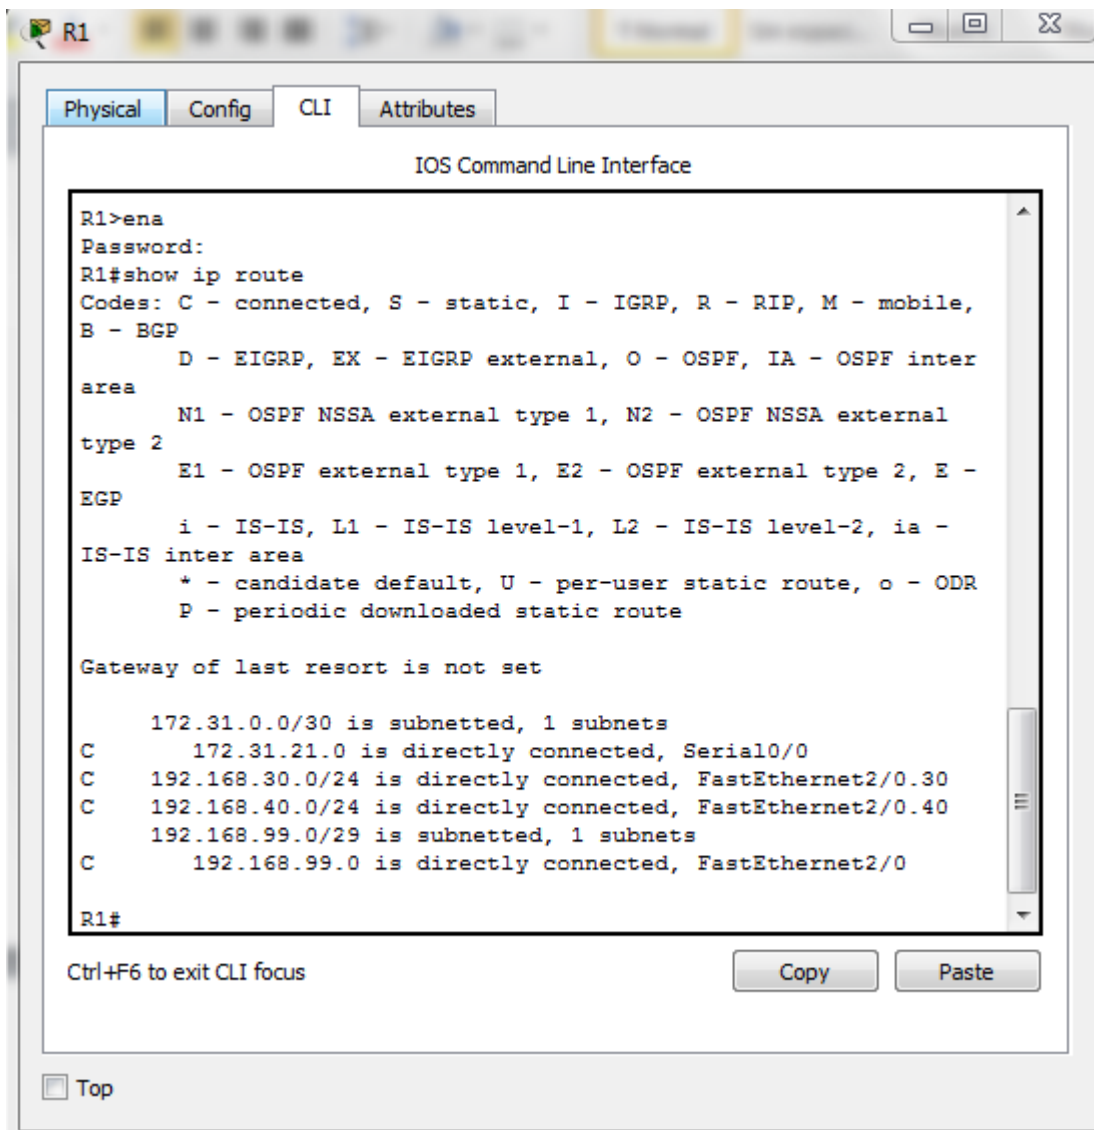 R1
Physical Config CLI Attributes
IOS Command Line Interface
R1>ena
Password:
R1#show ip route
Codes: C - connected, S - static, I - IGRP, R - RIP, M - mobile,
B - BGP
       D - EIGRP, EX - EIGRP external, O - OSPF, IA - OSPF inter
area
       N1 - OSPF NSSA external type 1, N2 - OSPF NSSA external
type 2
       E1 - OSPF external type 1, E2 - OSPF external type 2, E -
EGP
       i - IS-IS, L1 - IS-IS level-1, L2 - IS-IS level-2, ia -
IS-IS inter area
       * - candidate default, U - per-user static route, o - ODR
       P - periodic downloaded static route
Gateway of last resort is not set
     172.31.0.0/30 is subnetted, 1 subnets
C       172.31.21.0 is directly connected, Serial0/0
C    192.168.30.0/24 is directly connected, FastEthernet2/0.30
C    192.168.40.0/24 is directly connected, FastEthernet2/0.40
     192.168.99.0/29 is subnetted, 1 subnets
C       192.168.99.0 is directly connected, FastEthernet2/0
R1#
Ctrl+F6 to exit CLI focus Copy Paste
Top